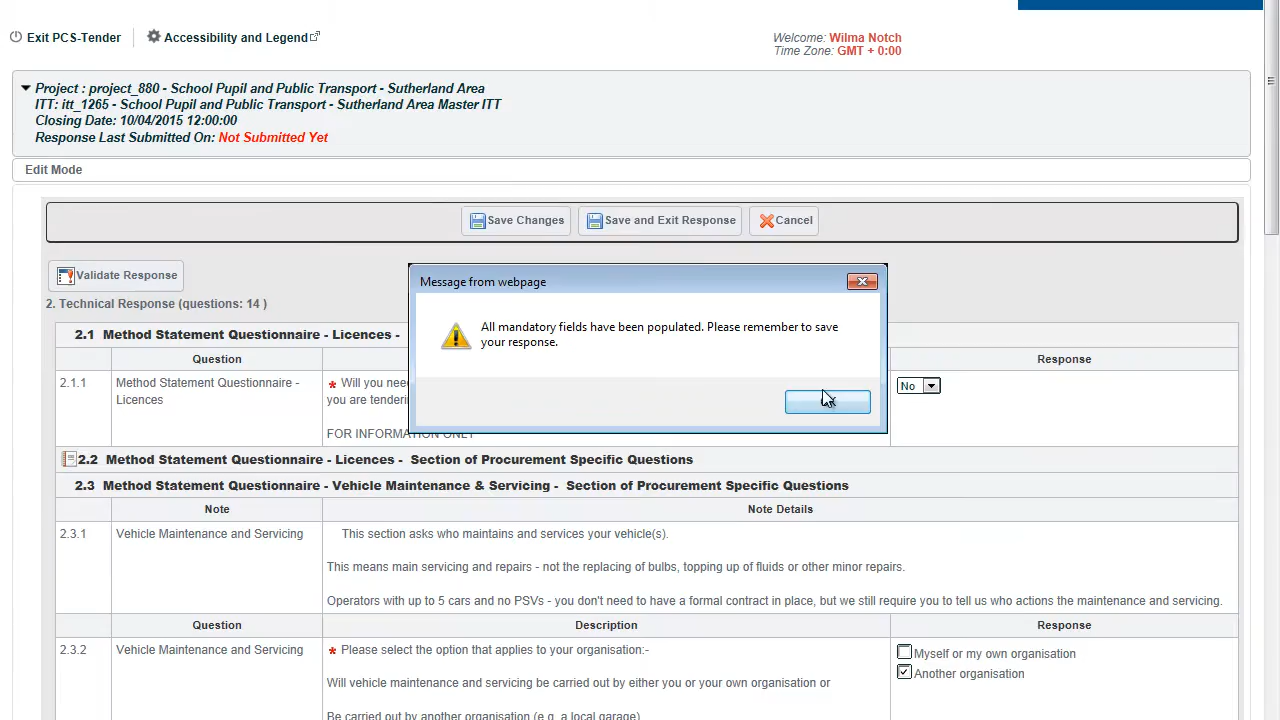 Exit PCS-Tender
Accessibility and Legend
Welcome: Wilma Notch
Time Zone: GMT + 0:00
Project : project_880 - School Pupil and Public Transport - Sutherland Area
ITT: itt_1265 - School Pupil and Public Transport - Sutherland Area Master ITT
Closing Date: 10/04/2015 12:00:00
Response Last Submitted On: Not Submitted Yet
Edit Mode
Save Changes
Save and Exit Response
Cancel
Validate Response
2. Technical Response (questions: 14 )
Message from webpage
All mandatory fields have been populated. Please remember to save
your response.
2.1 Method Statement Questionnaire - Licences -
Question
Response
2.1.1
Method Statement Questionnaire -
Licences
* Will you need
you are tendering
FOR INFORMATION ONLY
No
2.2 Method Statement Questionnaire - Licences - Section of Procurement Specific Questions
2.3 Method Statement Questionnaire - Vehicle Maintenance & Servicing - Section of Procurement Specific Questions
Note
Note Details
2.3.1
Vehicle Maintenance and Servicing
This section asks who maintains and services your vehicle(s).
This means main servicing and repairs - not the replacing of bulbs, topping up of fluids or other minor repairs.
Operators with up to 5 cars and no PSVs - you don't need to have a formal contract in place, but we still require you to tell us who actions the maintenance and servicing.
Question
Description
Response
2.3.2
Vehicle Maintenance and Servicing
* Please select the option that applies to your organisation:-
Will vehicle maintenance and servicing be carried out by either you or your own organisation or
Be carried out by another organisation (e.g. a local garage)
Myself or my own organisation
Another organisation